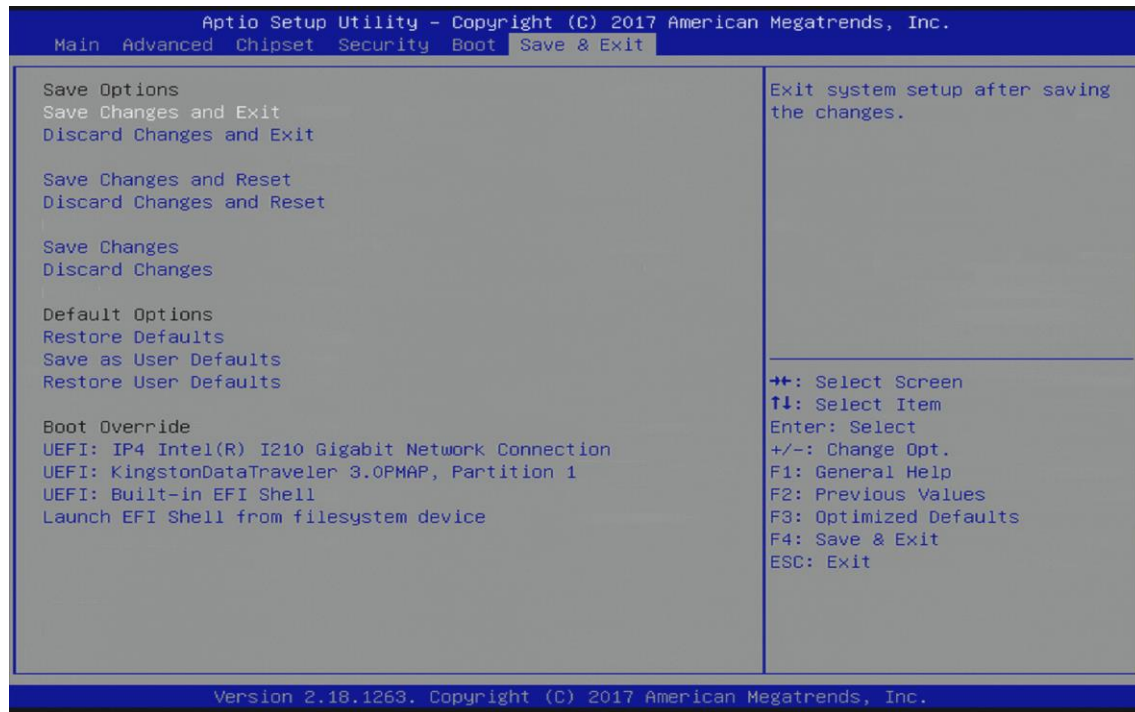 Aptio Setup Utility – Copyright (C) 2017 American Megatrends, Inc.
Main Advanced Chipset Security Boot Save & Exit
Save Options
Save Changes and Exit
Discard Changes and Exit
Save Changes and Reset
Discard Changes and Reset
Save Changes
Discard Changes
Default Options
Restore Defaults
Save as User Defaults
Restore User Defaults
Boot Override
UEFI: IP4 Intel(R) I210 Gigabit Network Connection
UEFI: KingstonDataTraveler 3.0PMAP, Partition 1
UEFI: Built-in EFI Shell
Launch EFI Shell from filesystem device
Exit system setup after saving
the changes.
→←: Select Screen
↑↓: Select Item
Enter: Select
+/-: Change Opt.
F1: General Help
F2: Previous Values
F3: Optimized Defaults
F4: Save & Exit
ESC: Exit
Version 2.18.1263. Copyright (C) 2017 American Megatrends, Inc.